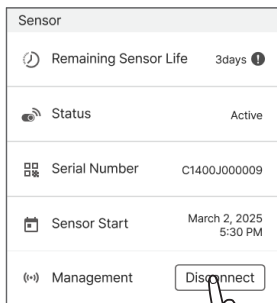 Sensor
Remaining Sensor Life 3days
Status Active
Serial Number C1400J000009
Sensor Start March 2, 2025
5:30 PM
Management Disconnect